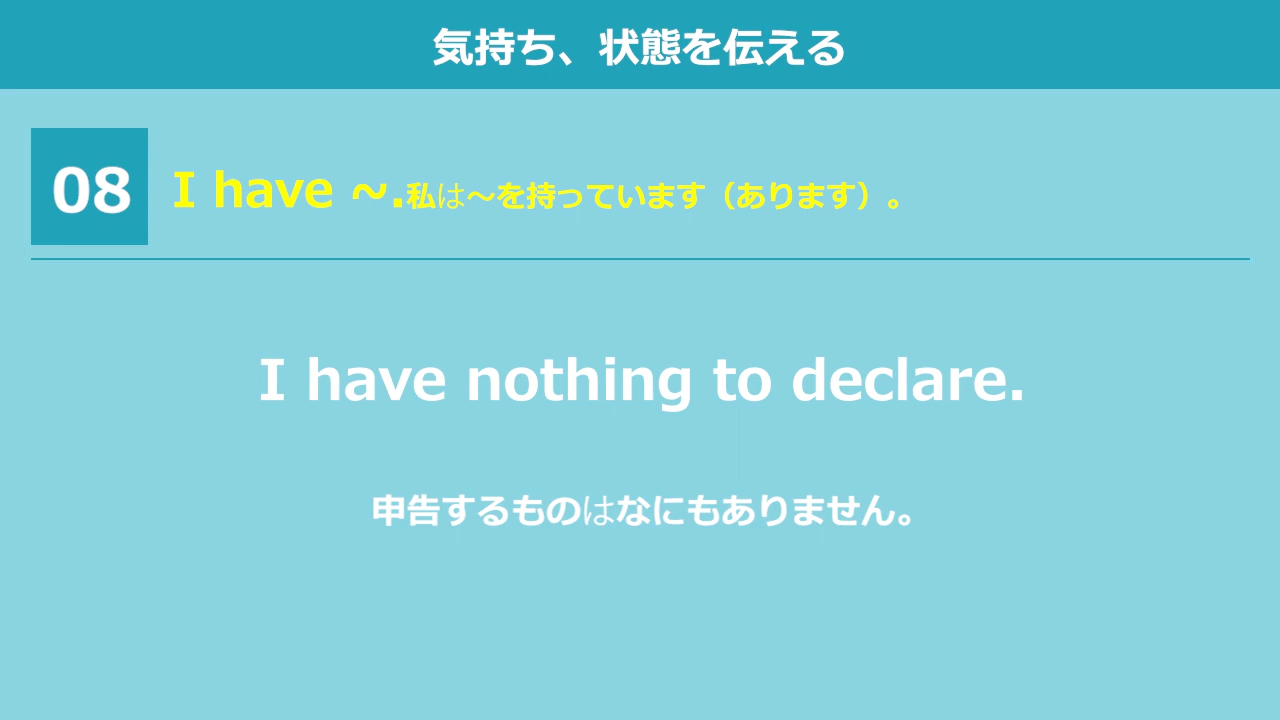 気持ち、状態を伝える
08
I have ~.私は～を持っています（あります）。
I have nothing to declare.
申告するものはなにもありません。